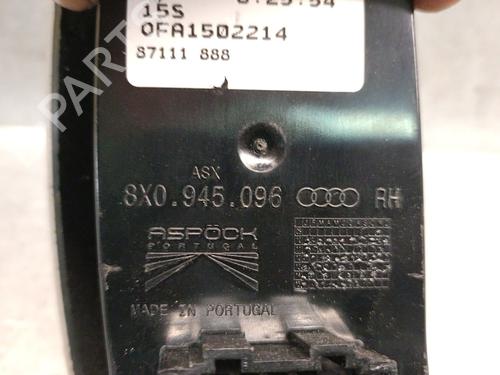 15S
0FA1502214
87111 888
ASX
8X0.945.096 RH
ASPÖCK
PORTUGAL
MADE IN PORTUGAL